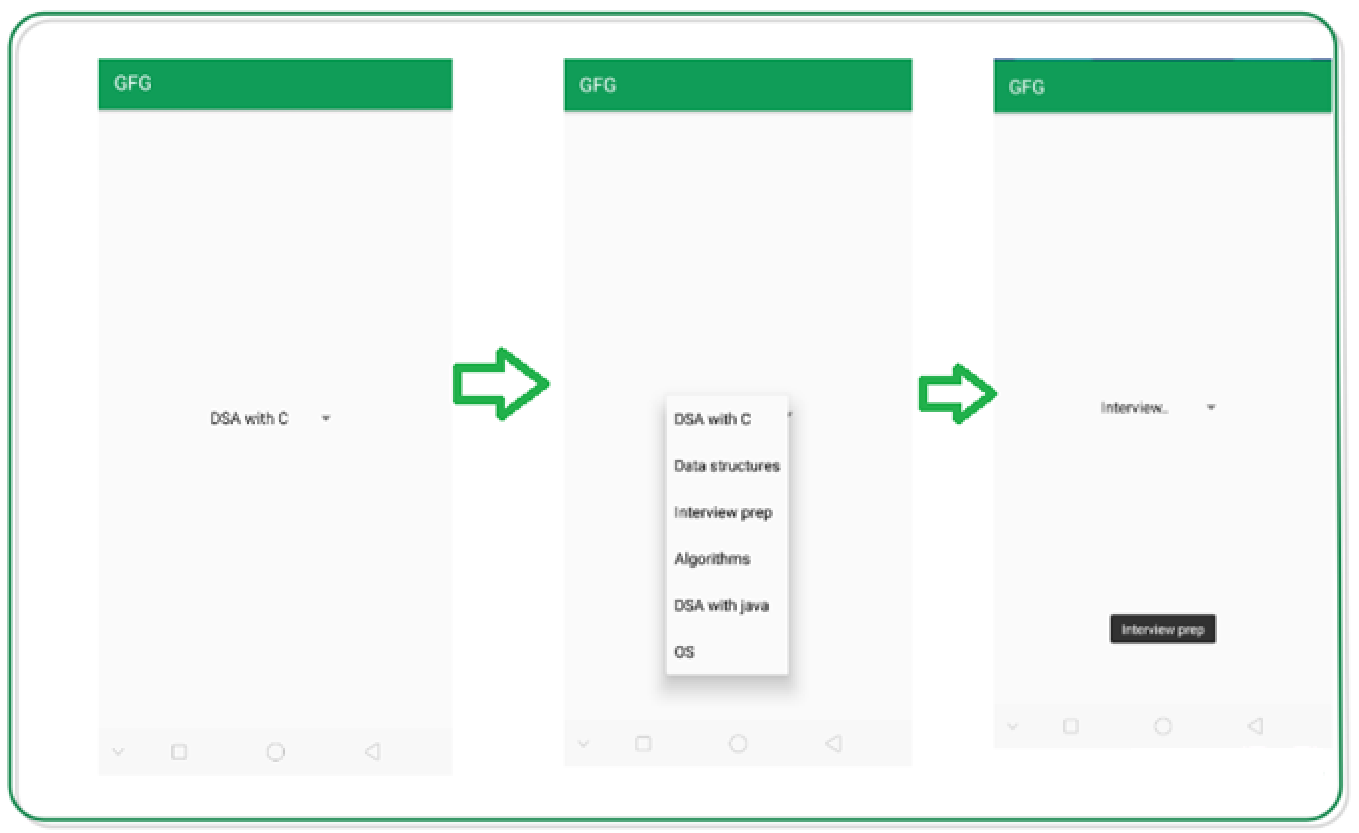 GFG
DSA with C
GFG
DSA with C
Data structures
Interview prep
Algorithms
DSA with java
OS
GFG
Interview..
Interview prep